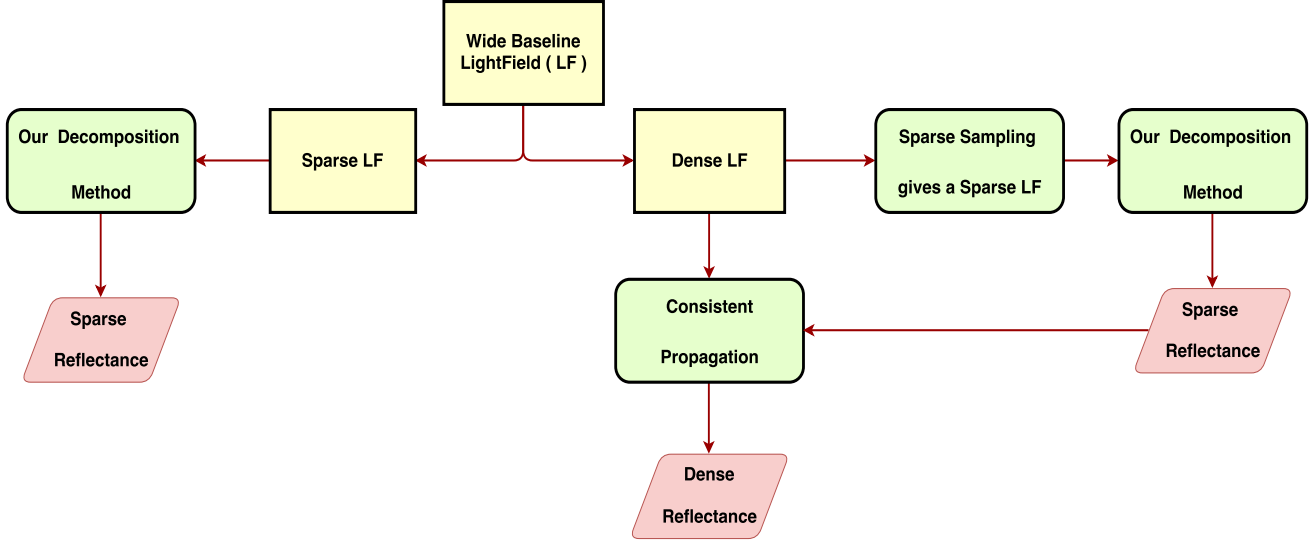 Wide Baseline
LightField ( LF )
Our Decomposition
Method
Sparse LF
Dense LF
Sparse Sampling
gives a Sparse LF
Our Decomposition
Method
Sparse
Reflectance
Consistent
Propagation
Sparse
Reflectance
Dense
Reflectance